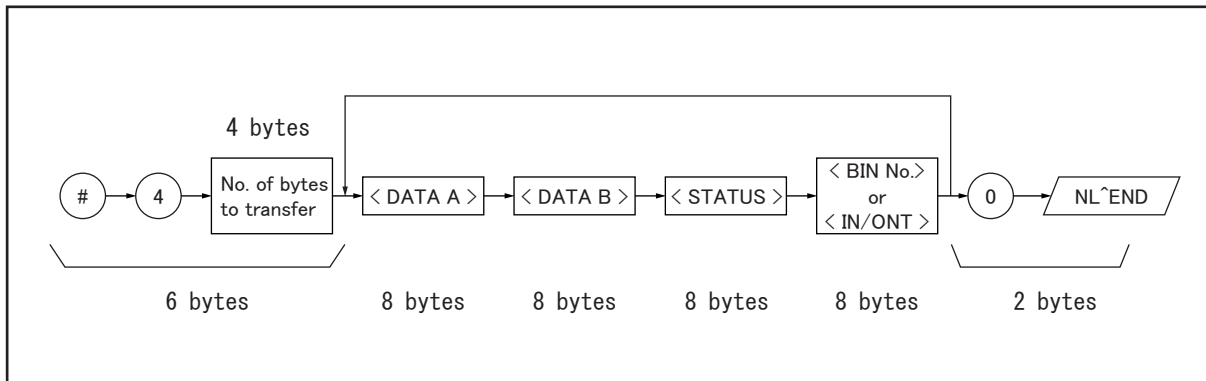 4 bytes
#
4
No. of bytes
to transfer
< DATA A >
< DATA B >
< STATUS >
< BIN No.>
or
< IN/ONT >
0
NL^END
6 bytes
8 bytes
8 bytes
8 bytes
8 bytes
2 bytes